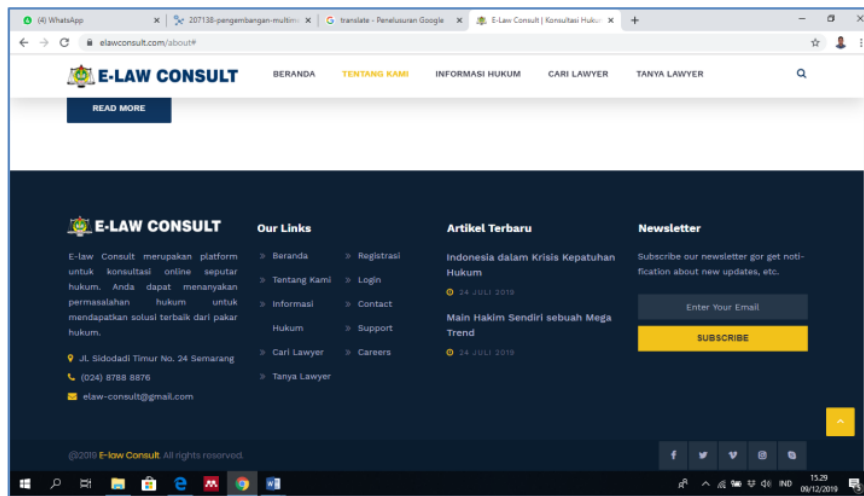 (4) WhatsApp
207138-pengembangan-multime
translate - Penelusuran Google
E-Law Consult | Konsultasi Hukum
elawconsult.com/about#
E-LAW CONSULT
BERANDA
TENTANG KAMI
INFORMASI HUKUM
CARI LAWYER
TANYA LAWYER
READ MORE
E-LAW CONSULT
E-law Consult merupakan platform
untuk konsultasi online seputar
hukum. Anda dapat menanyakan
permasalahan hukum untuk
mendapatkan solusi terbaik dari pakar
hukum.
Jl. Sidodadi Timur No. 24 Semarang
(024) 8788 8876
elaw-consult@gmail.com
Our Links
» Beranda
» Tentang Kami
» Informasi
Hukum
» Cari Lawyer
» Tanya Lawyer
» Registrasi
» Login
» Contact
» Support
» Careers
Artikel Terbaru
Indonesia dalam Krisis Kepatuhan
Hukum
24 JULI 2019
Main Hakim Sendiri sebuah Mega
Trend
24 JULI 2019
Newsletter
Subscribe our newsletter gor get noti-
fication about new updates, etc.
Enter Your Email
SUBSCRIBE
@2019 E-law Consult. All rights reserved.
IND
15.29
09/12/2019